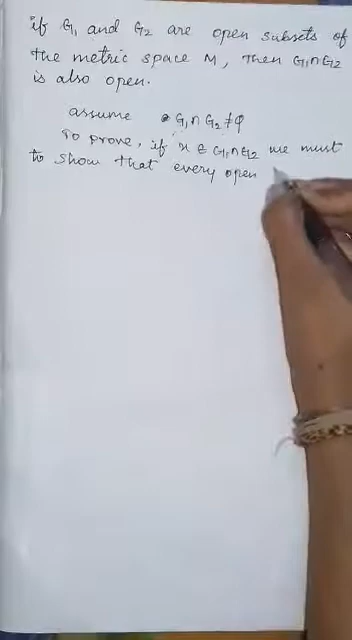 if G₁ and G₂ are open subsets of
the metric space M, then G₁∩G₂
is also open.
assume G₁∩G₂≠φ
To prove, if x ∈ G₁∩G₂ we must
to show that every open